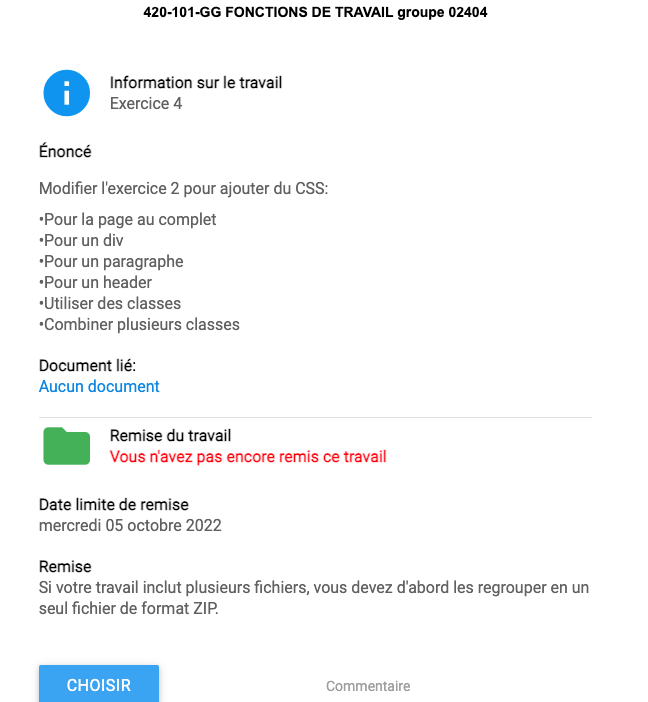 420-101-GG FONCTIONS DE TRAVAIL groupe 02404
Information sur le travail
Exercice 4
Énoncé
Modifier l'exercice 2 pour ajouter du CSS:
•Pour la page au complet
•Pour un div
•Pour un paragraphe
•Pour un header
•Utiliser des classes
•Combiner plusieurs classes
Document lié:
Aucun document
Remise du travail
Vous n'avez pas encore remis ce travail
Date limite de remise
mercredi 05 octobre 2022
Remise
Si votre travail inclut plusieurs fichiers, vous devez d'abord les regrouper en un
seul fichier de format ZIP.
CHOISIR
Commentaire